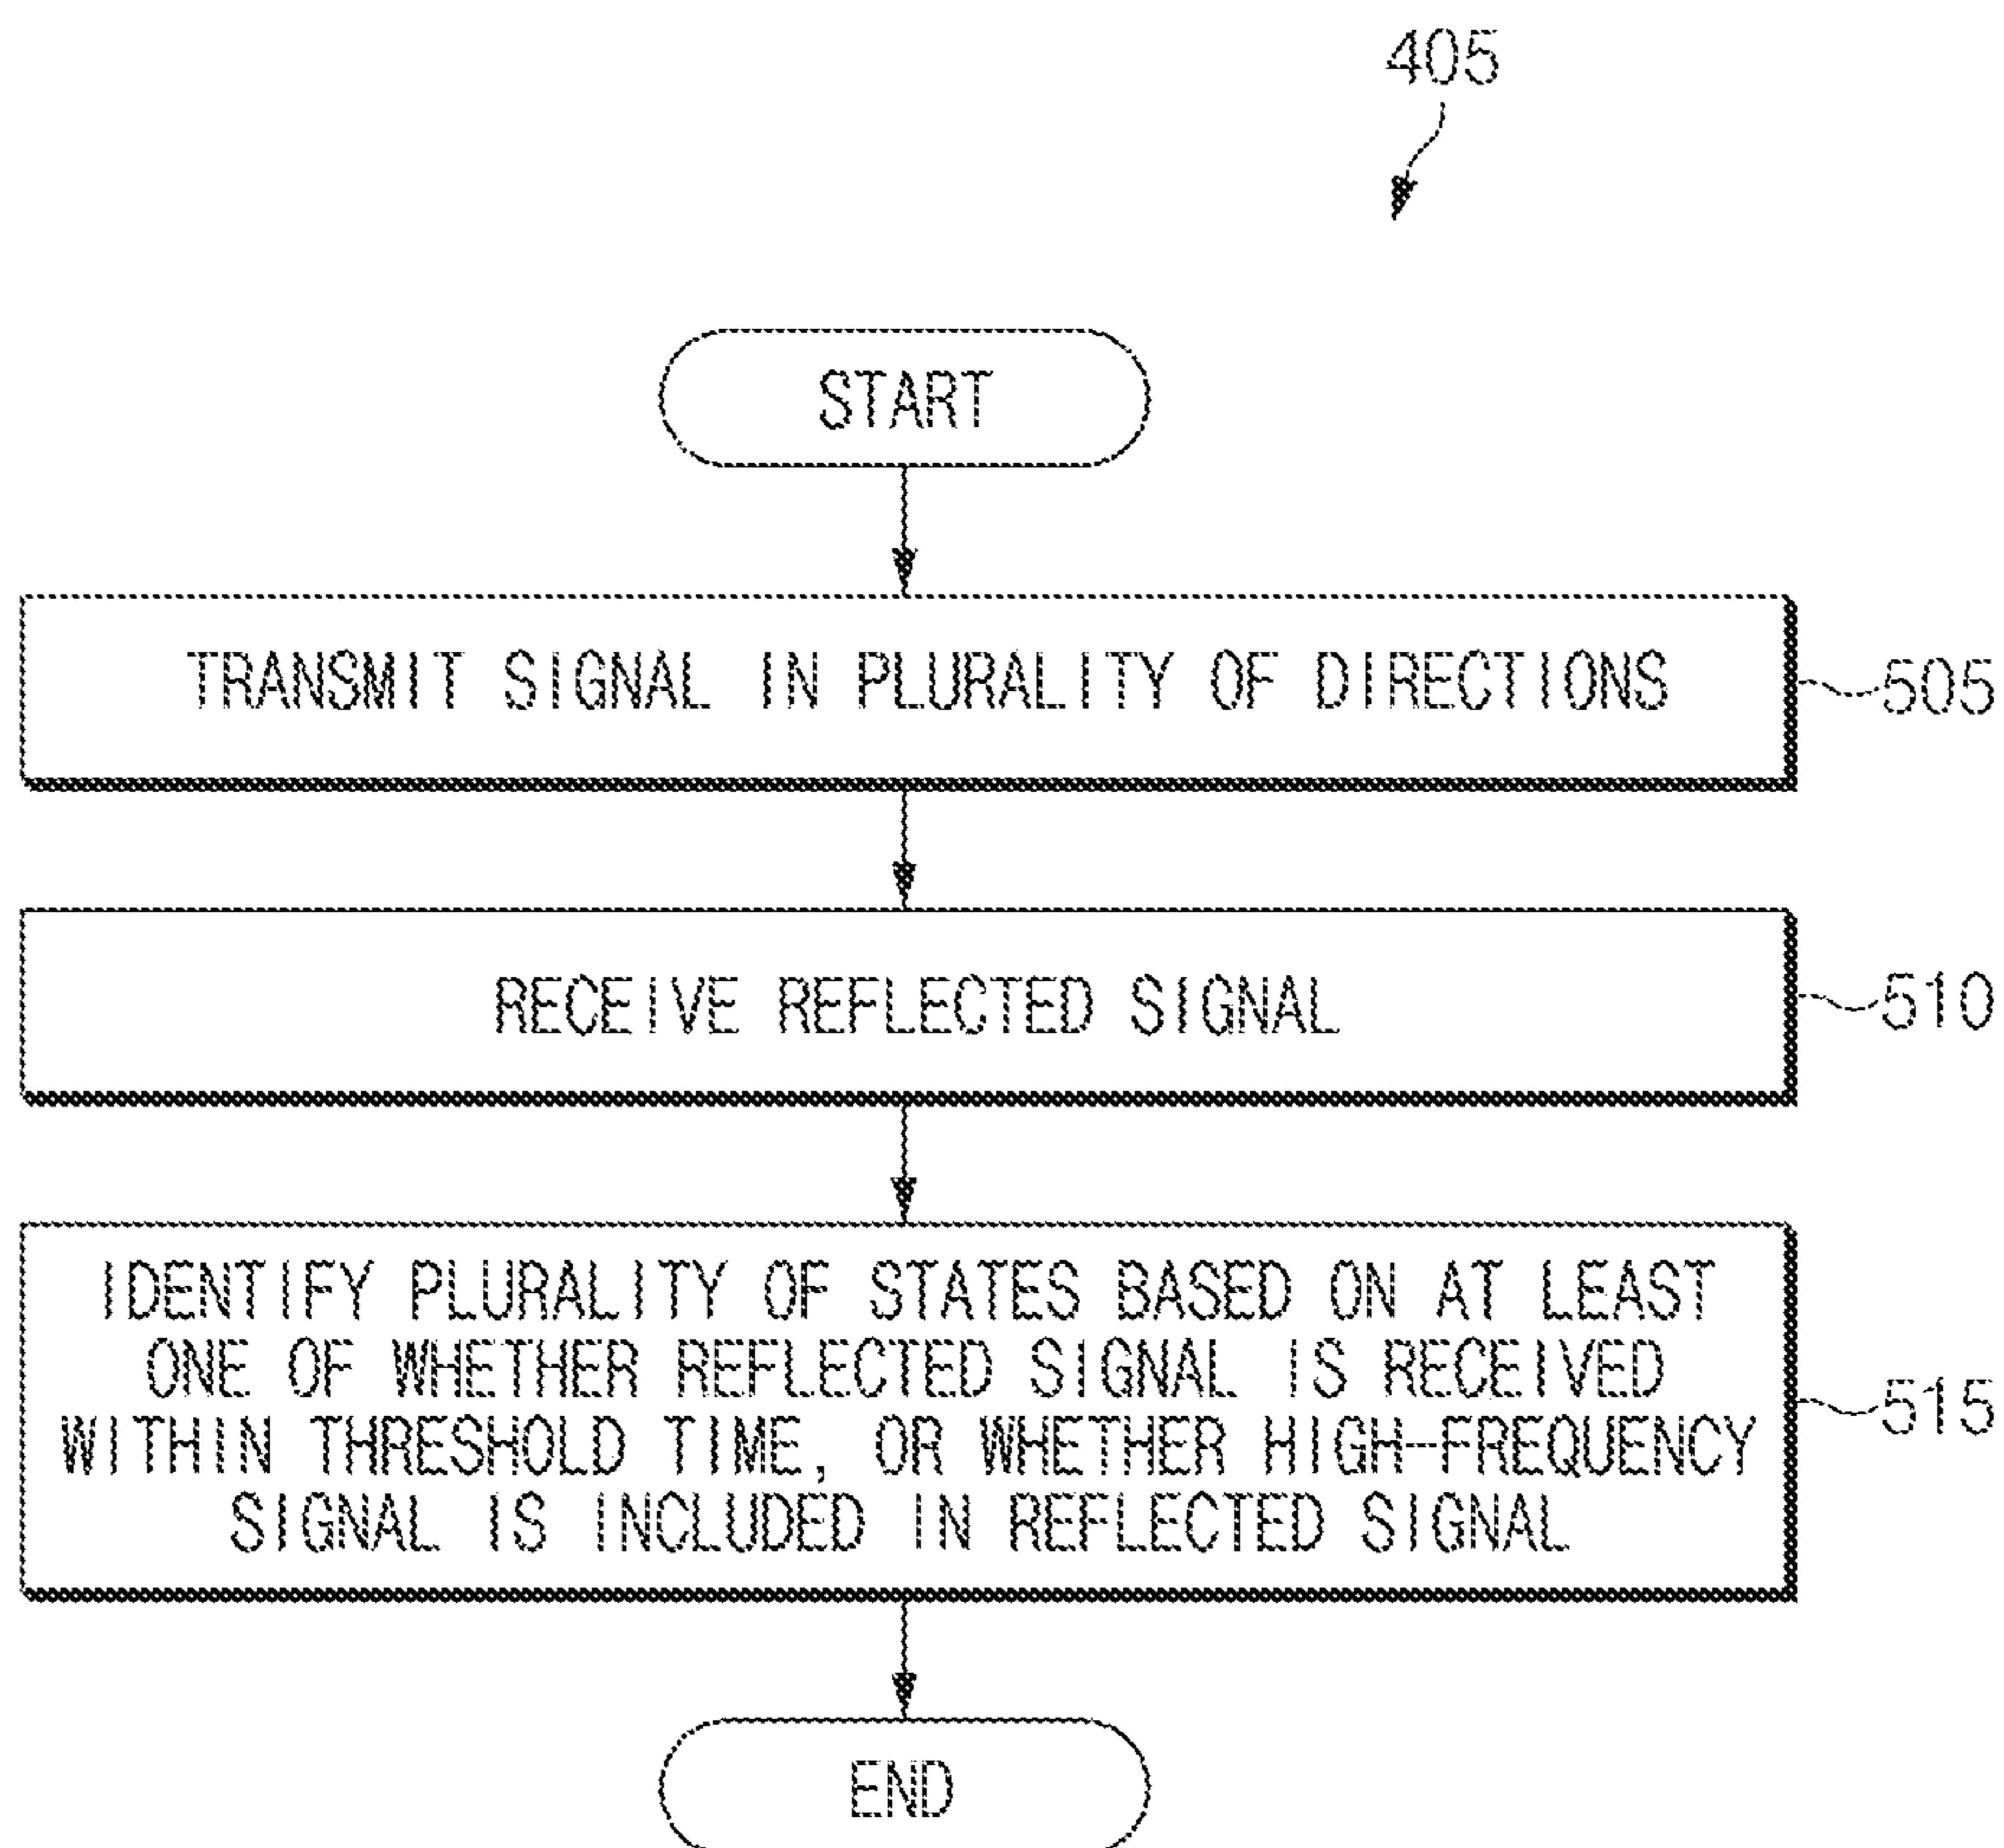 405
START
TRANSMIT SIGNAL IN PLURALITY OF DIRECTIONS
505
RECEIVE REFLECTED SIGNAL
510
IDENTIFY PLURALITY OF STATES BASED ON AT LEAST
ONE OF WHETHER REFLECTED SIGNAL IS RECEIVED
WITHIN THRESHOLD TIME, OR WHETHER HIGH-FREQUENCY
SIGNAL IS INCLUDED IN REFLECTED SIGNAL
515
END